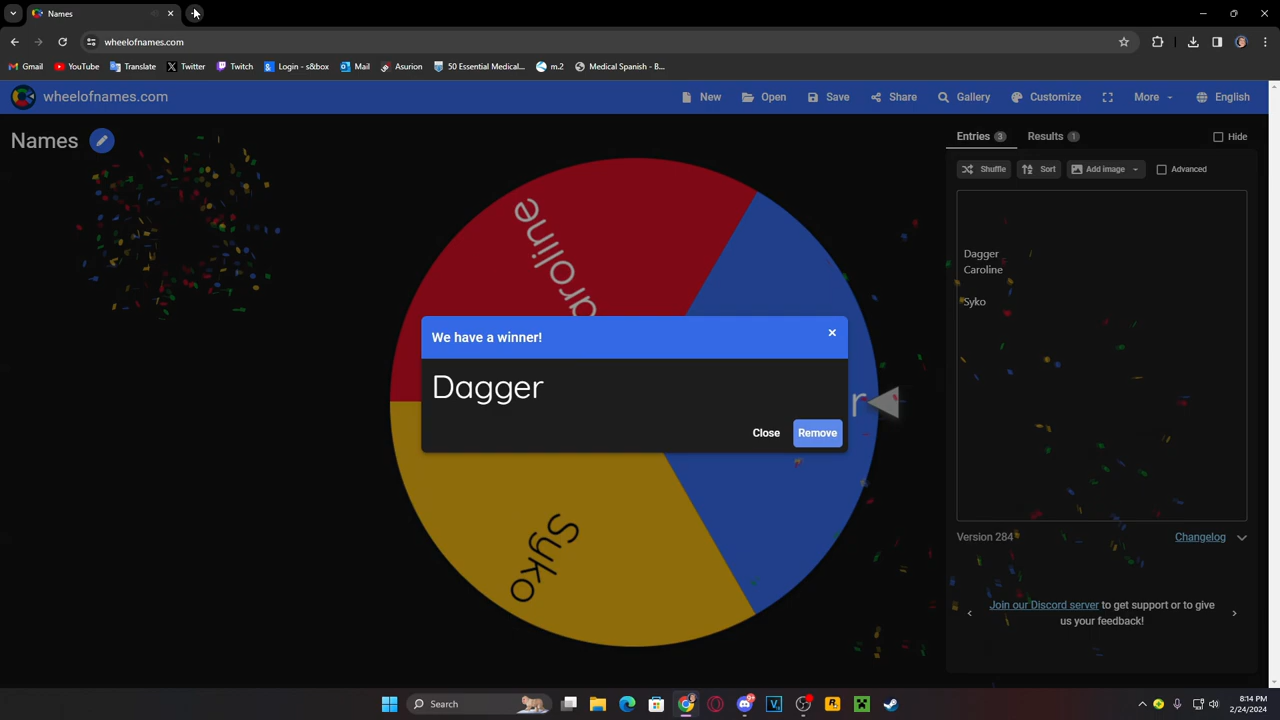 Names
wheelofnames.com
Gmail
YouTube
Translate
Twitter
Twitch
Login - s&box
Mail
Asurion
50 Essential Medical...
m.2
Medical Spanish - B...
wheelofnames.com
New
Open
Save
Share
Gallery
Customize
More
English
Names
Entries 3
Results 1
Hide
Shuffle
Sort
Add image
Advanced
Dagger
Caroline
Syko
aroline
r
Syko
We have a winner!
Dagger
Close
Remove
Version 284
Changelog
Join our Discord server to get support or to give
us your feedback!
Search
8:14 PM
2/24/2024